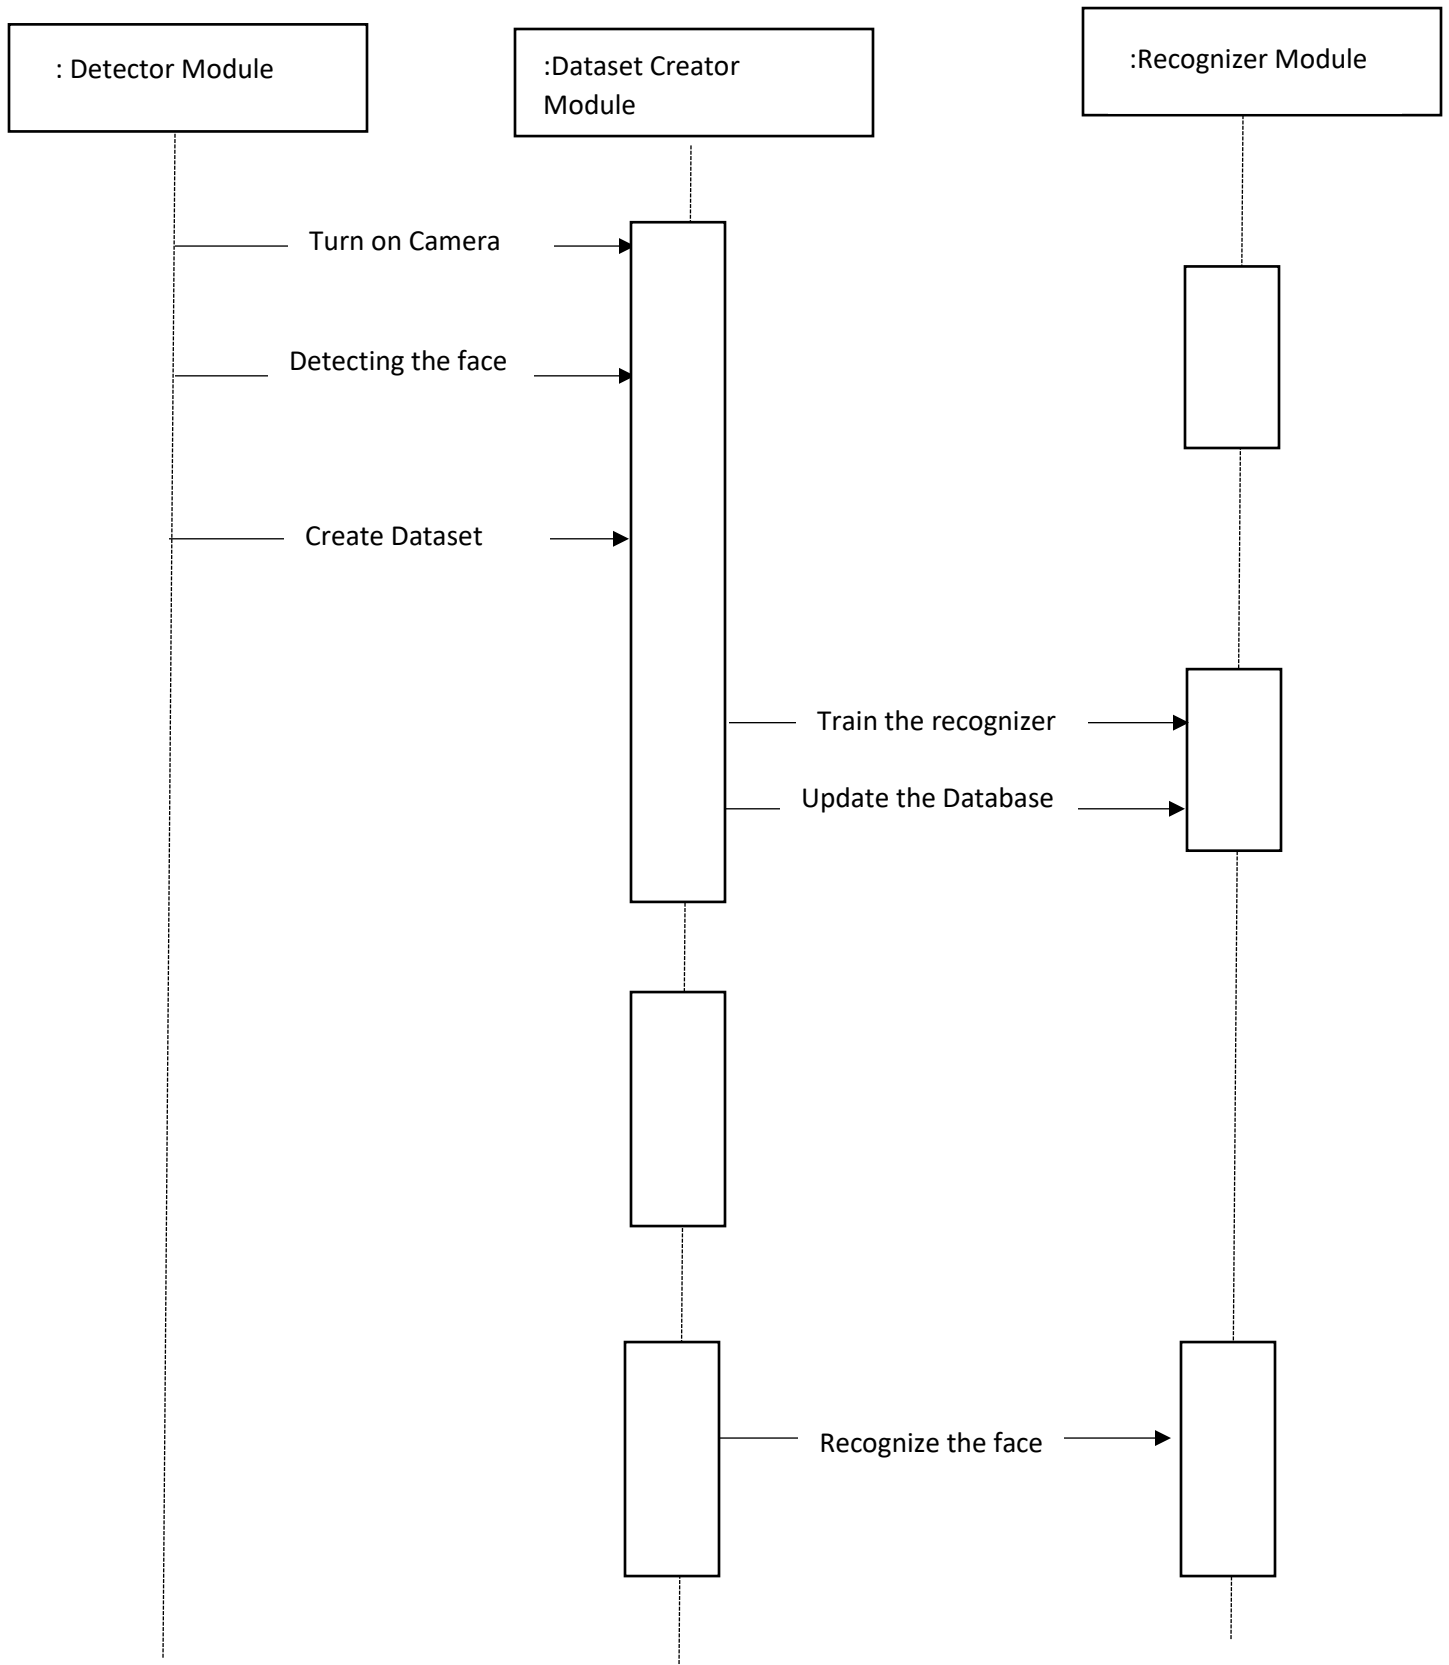 : Detector Module
:Dataset Creator
Module
:Recognizer Module
Turn on Camera
Detecting the face
Create Dataset
Train the recognizer
Update the Database
Recognize the face